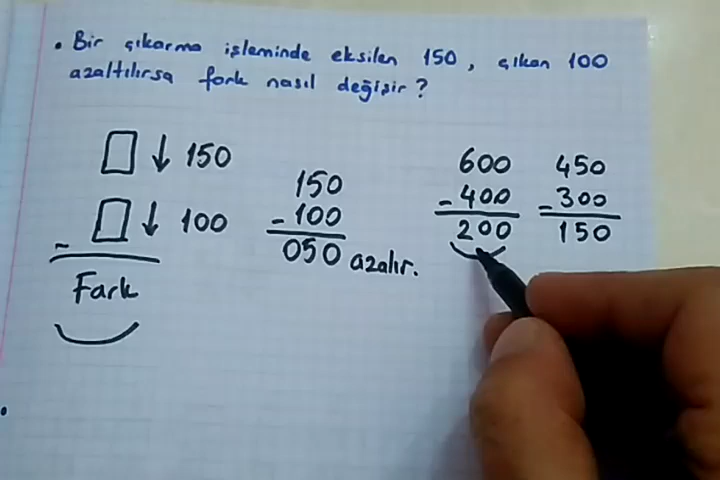 • Bir çıkarma işleminde eksilen 150, çıkan 100
azaltılırsa fark nasıl değişir?
↓ 150
- ↓ 100
Fark
150
- 100
050 azalır.
600
- 400
200
450
- 300
150